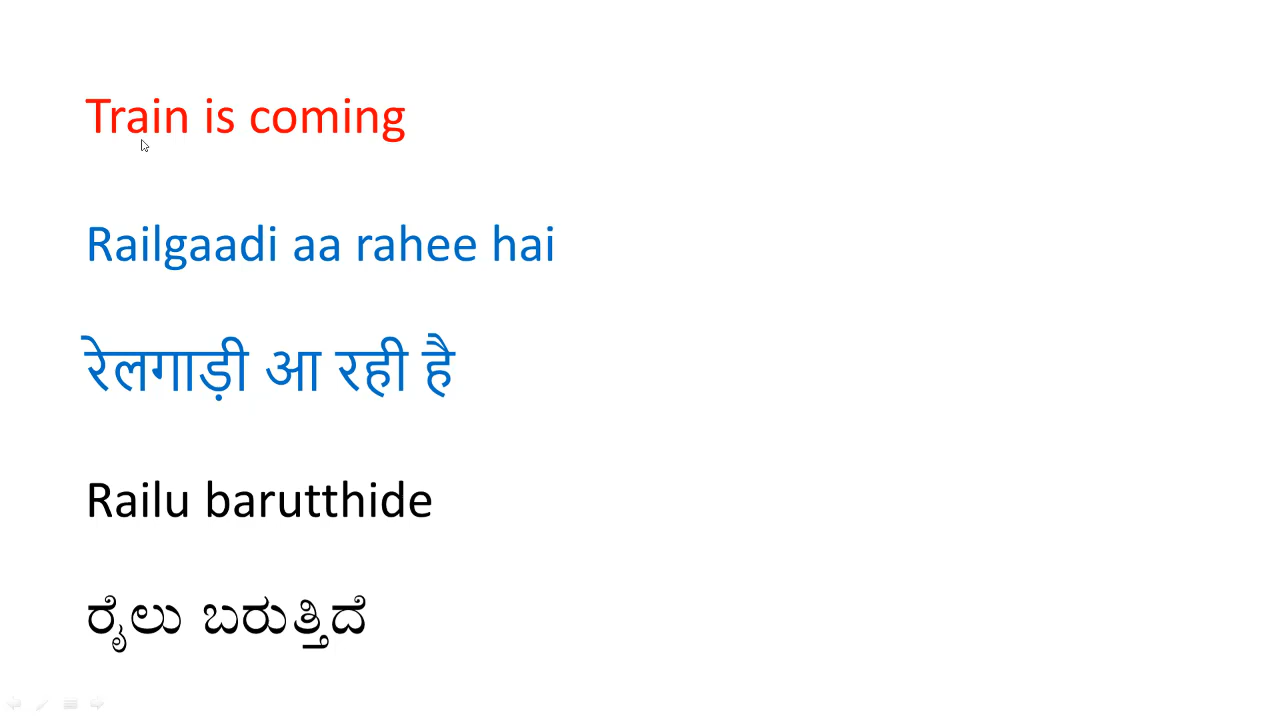 Train is coming
Railgaadi aa rahee hai
रेलगाड़ी आ रही है
Railu barutthide
ರೈಲು ಬರುತ್ತಿದೆ